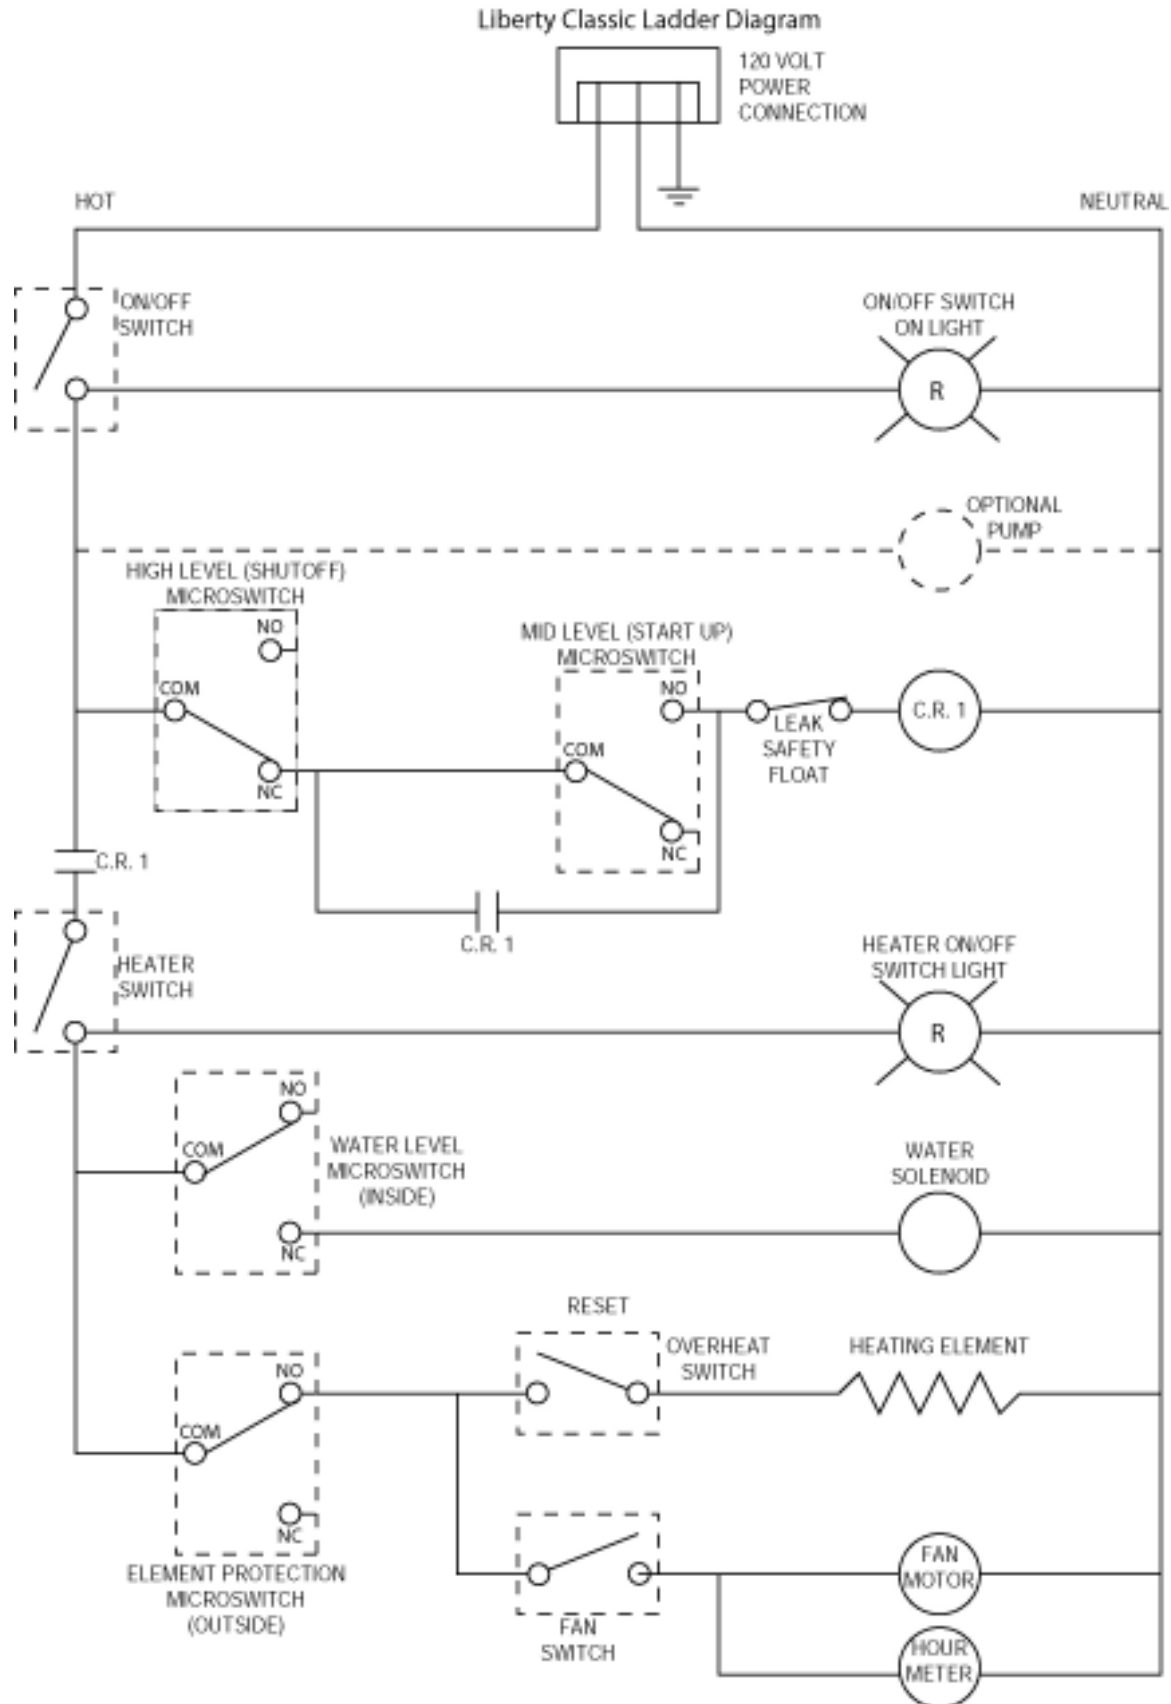 Liberty Classic Ladder Diagram
120 VOLT
POWER
CONNECTION
HOT
NEUTRAL
ON/OFF
SWITCH
ON/OFF SWITCH
ON LIGHT
R
OPTIONAL
PUMP
HIGH LEVEL (SHUTOFF)
MICROSWITCH
NO
COM
NC
MID LEVEL (START UP)
MICROSWITCH
NO
COM
NC
LEAK
SAFETY
FLOAT
C.R. 1
C.R. 1
C.R. 1
HEATER
SWITCH
HEATER ON/OFF
SWITCH LIGHT
R
NO
COM
NC
WATER LEVEL
MICROSWITCH
(INSIDE)
WATER
SOLENOID
RESET
OVERHEAT
SWITCH
HEATING ELEMENT
NO
COM
NC
ELEMENT PROTECTION
MICROSWITCH
(OUTSIDE)
FAN
SWITCH
FAN
MOTOR
HOUR
METER